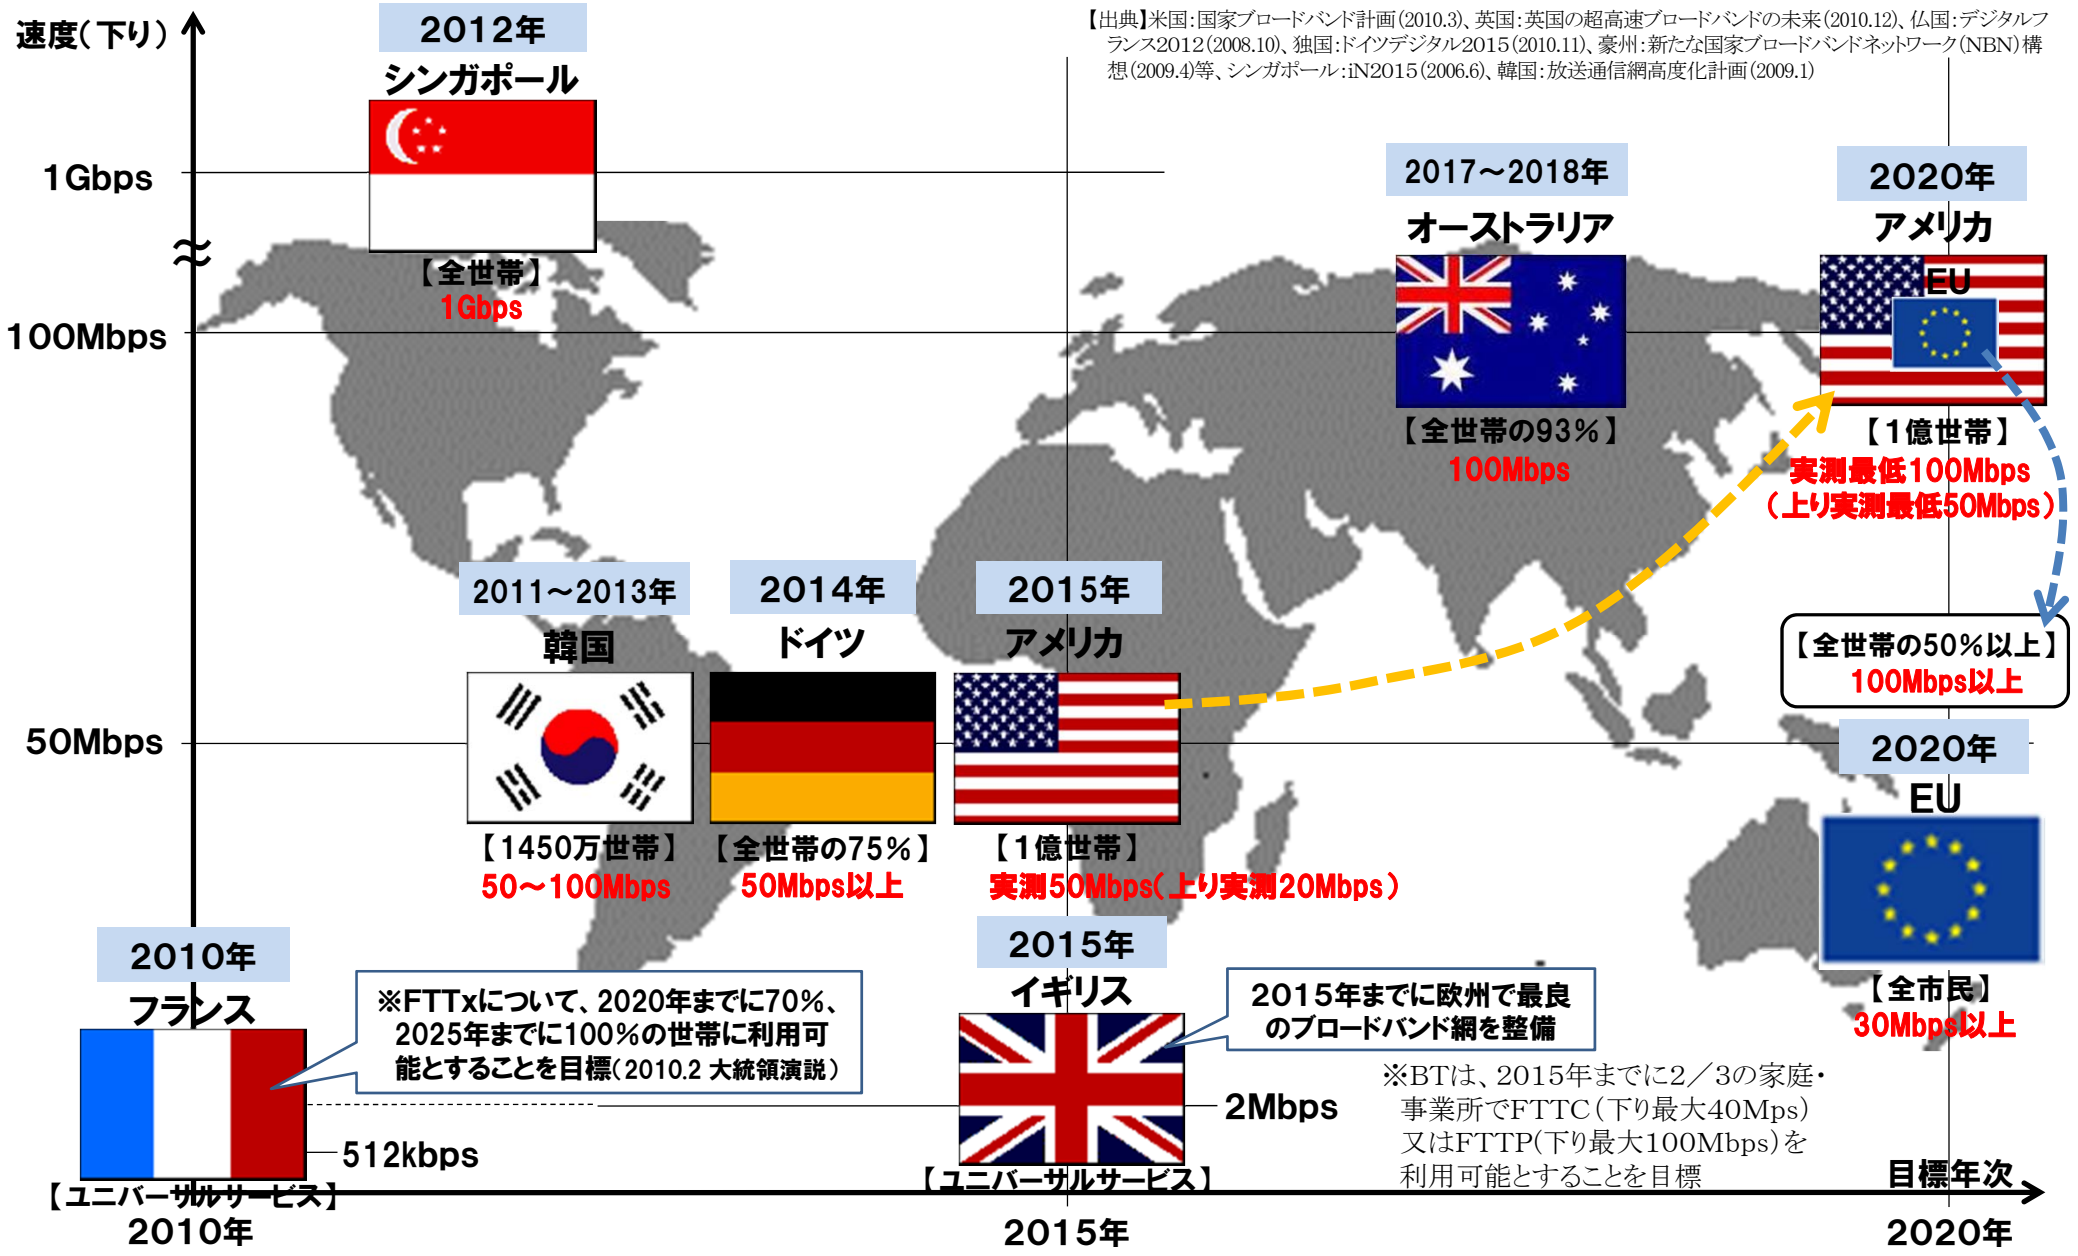 【出典】米国：国家ブロードバンド計画(2010.3)、英国：英国の超高速ブロードバンドの未来(2010.12)、仏国：デジタルフ
ランス2012(2008.10)、独国：ドイツデジタル2015(2010.11)、豪州：新たな国家ブロードバンドネットワーク(NBN)構
想(2009.4)等、シンガポール：iN2015(2006.6)、韓国：放送通信網高度化計画(2009.1)
速度(下り)
2012年
シンガポール
【全世帯】
1Gbps
1Gbps
≈
100Mbps
50Mbps
2017～2018年
オーストラリア
【全世帯の93％】
100Mbps
2020年
アメリカ
EU
【1億世帯】
実測最低100Mbps
(上り実測最低50Mbps)
【全世帯の50％以上】
100Mbps以上
2011～2013年
韓国
【1450万世帯】
50～100Mbps
2014年
ドイツ
【全世帯の75％】
50Mbps以上
2015年
アメリカ
【1億世帯】
実測50Mbps(上り実測20Mbps)
2020年
EU
【全市民】
30Mbps以上
2010年
フランス
512kbps
【ユニバーサルサービス】
※FTTxについて、2020年までに70％、
2025年までに100％の世帯に利用可
能とすることを目標(2010.2 大統領演説)
2015年
イギリス
2Mbps
【ユニバーサルサービス】
2015年までに欧州で最良
のブロードバンド網を整備
※BTは、2015年までに2／3の家庭・
事業所でFTTC(下り最大40Mps)
又はFTTP(下り最大100Mbps)を
利用可能とすることを目標
目標年次
2010年
2015年
2020年